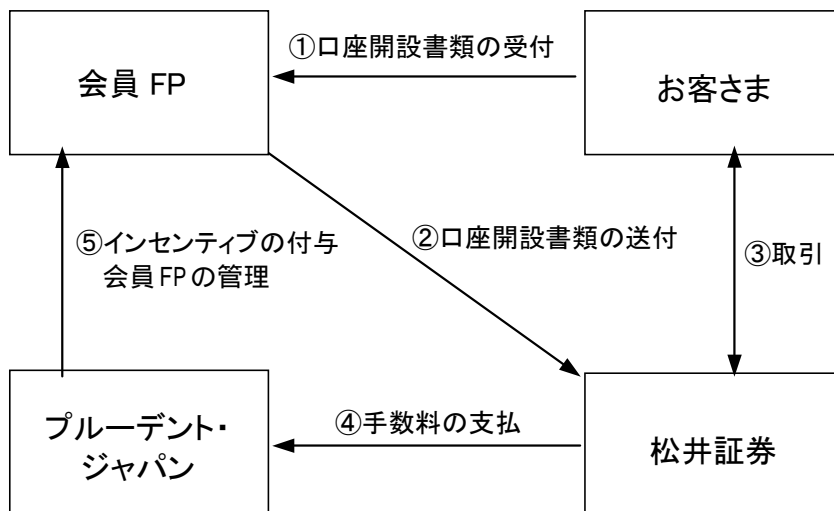 ①口座開設書類の受付
会員 FP
お客さま
⑤インセンティブの付与
会員 FP の管理
②口座開設書類の送付
③取引
プルーデント・
ジャパン
④手数料の支払
松井証券